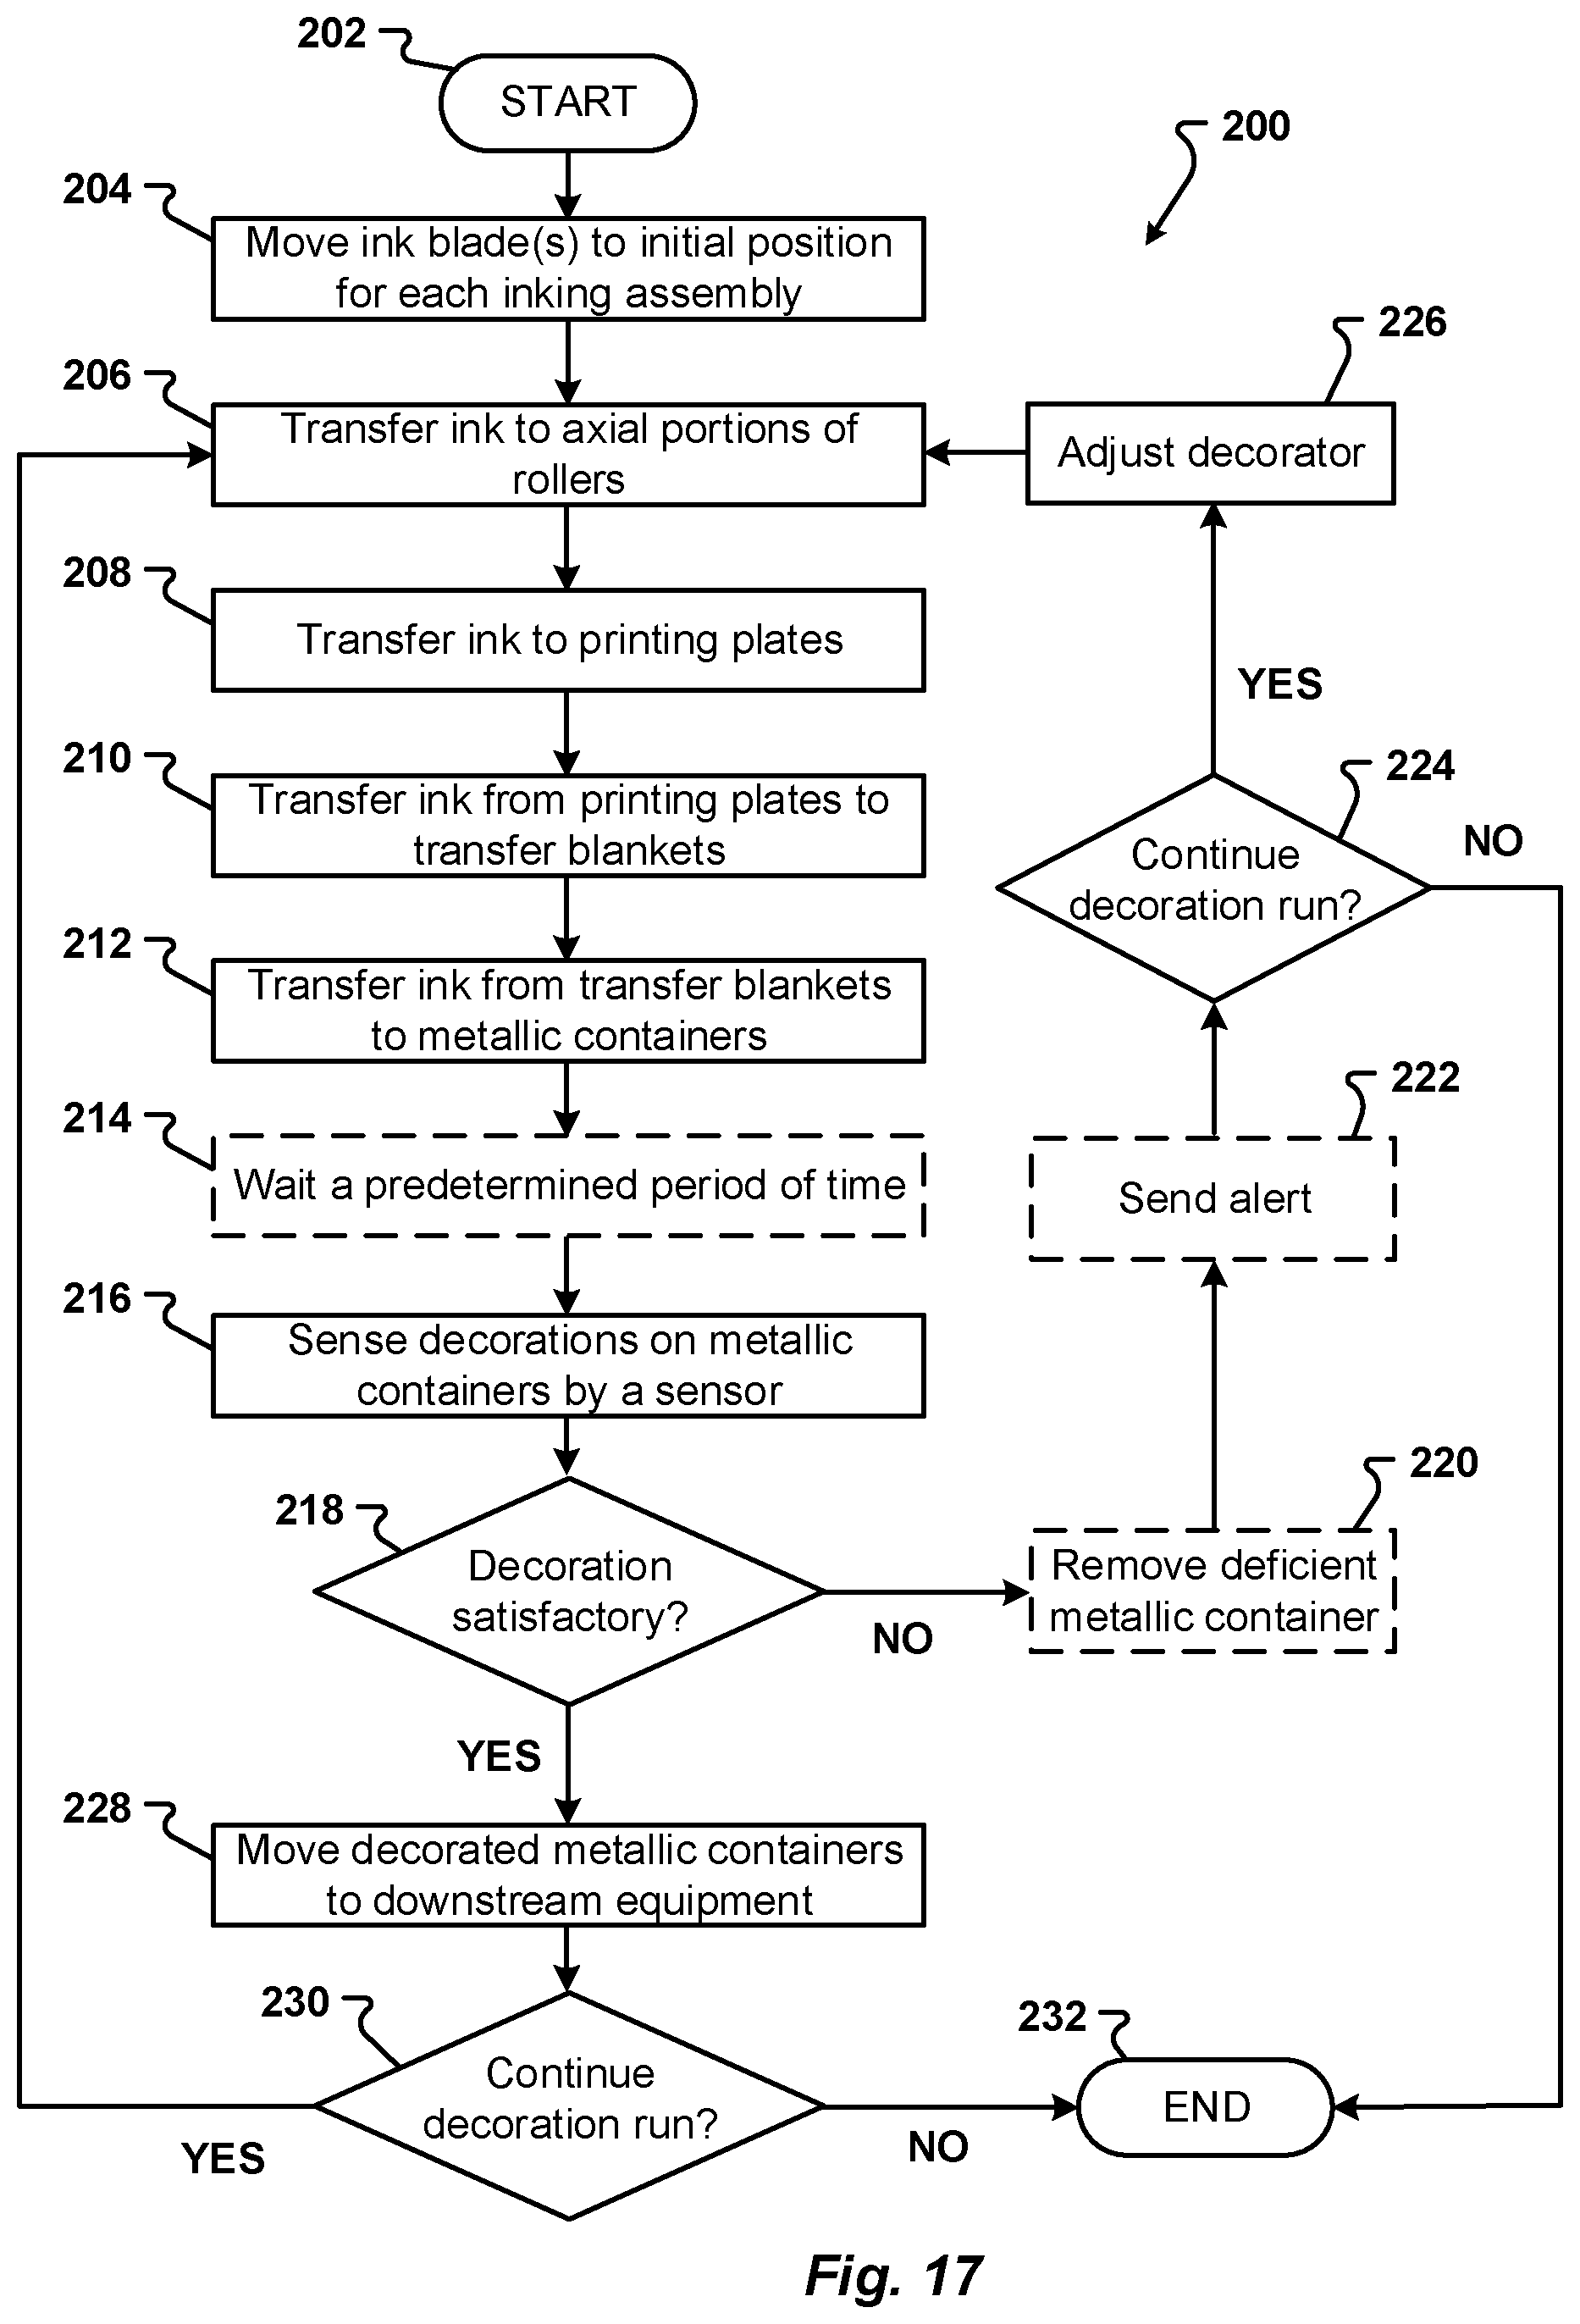 202
START
200
204
Move ink blade(s) to initial position
for each inking assembly
226
206
Transfer ink to axial portions of
rollers
Adjust decorator
208
Transfer ink to printing plates
YES
210
Transfer ink from printing plates to
transfer blankets
224
Continue
decoration run?
NO
212
Transfer ink from transfer blankets
to metallic containers
222
214
Wait a predetermined period of time
Send alert
216
Sense decorations on metallic
containers by a sensor
220
218
Decoration
satisfactory?
NO
Remove deficient
metallic container
YES
228
Move decorated metallic containers
to downstream equipment
230
Continue
decoration run?
YES
NO
232
END
Fig. 17